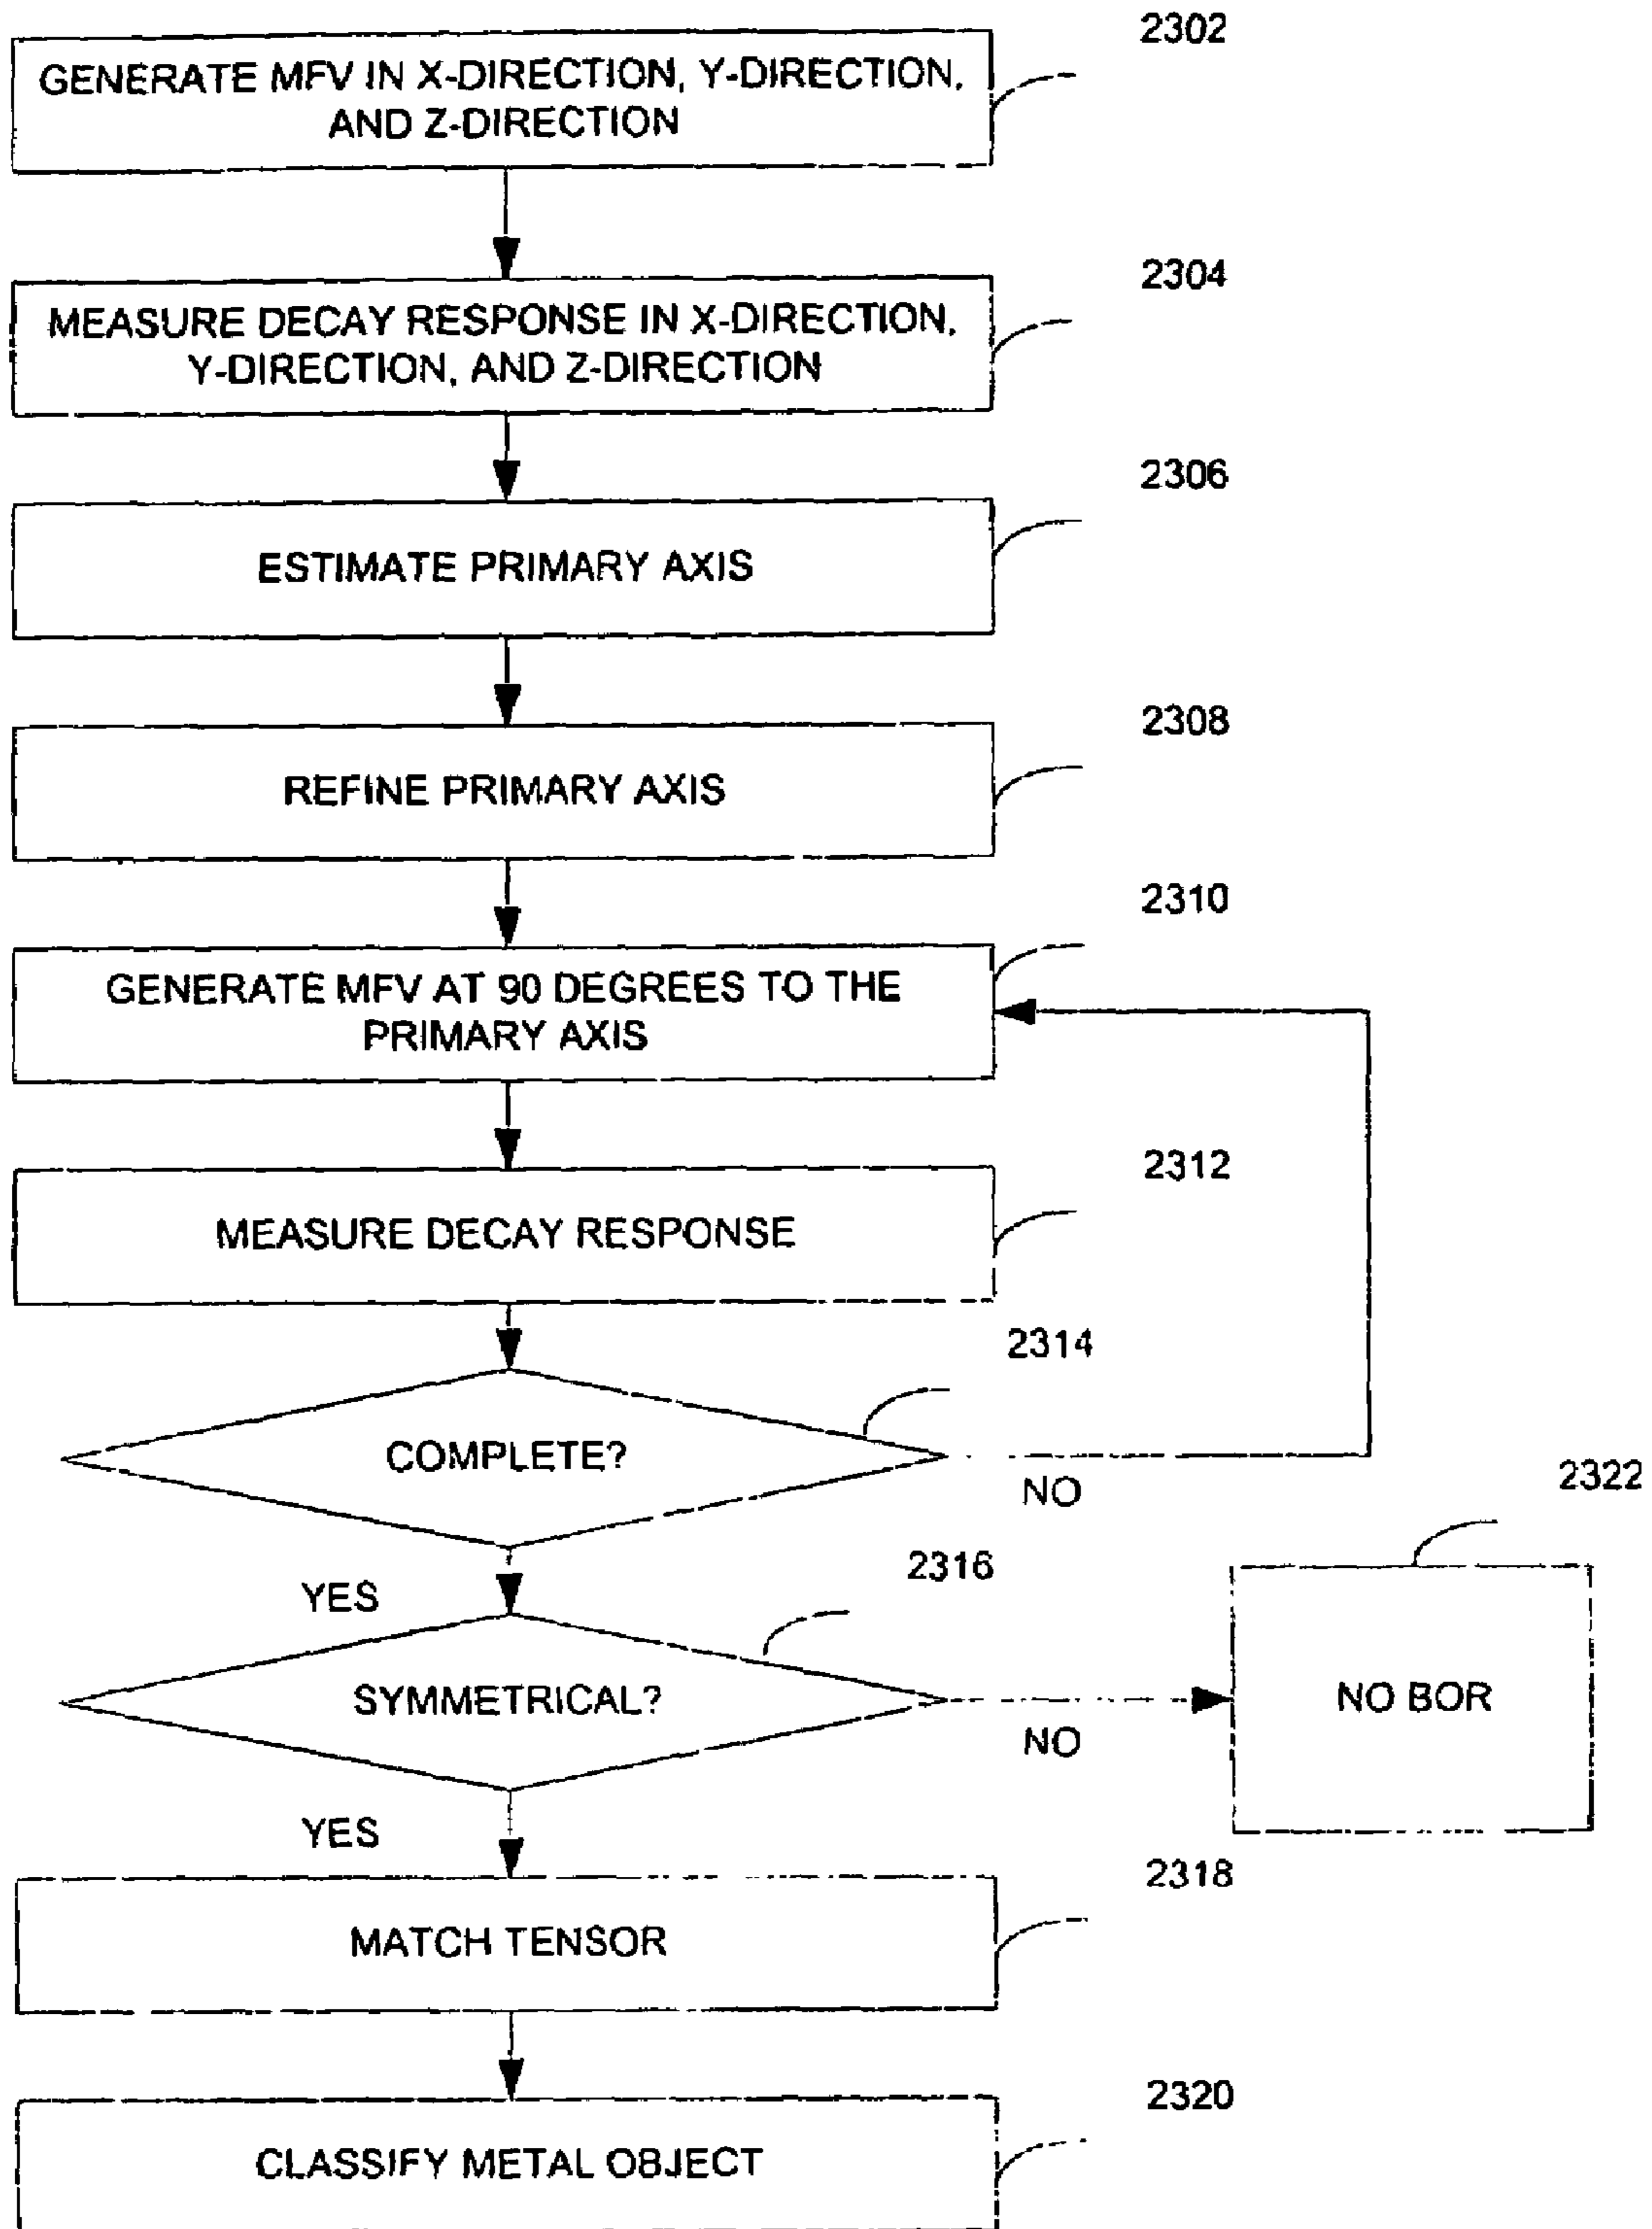 2302
GENERATE MFV IN X-DIRECTION, Y-DIRECTION,
AND Z-DIRECTION
2304
MEASURE DECAY RESPONSE IN X-DIRECTION,
Y-DIRECTION, AND Z-DIRECTION
2306
ESTIMATE PRIMARY AXIS
2308
REFINE PRIMARY AXIS
2310
GENERATE MFV AT 90 DEGREES TO THE
PRIMARY AXIS
2312
MEASURE DECAY RESPONSE
2314
COMPLETE?
NO
2322
YES
2316
SYMMETRICAL?
NO
NO BOR
YES
2318
MATCH TENSOR
2320
CLASSIFY METAL OBJECT